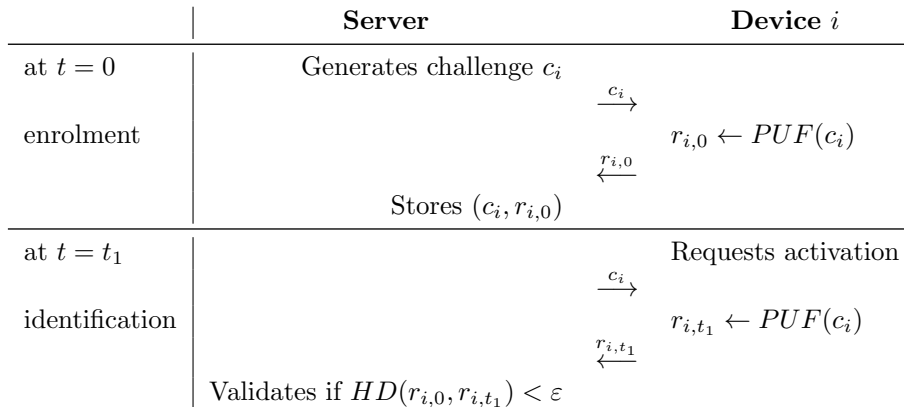 Server Device i
at t = 0 Generates challenge c_i
c_i
⟶
enrolment r_{i,0} ← PUF(c_i)
r_{i,0}
⟵
Stores (c_i, r_{i,0})
at t = t_1 Requests activation
c_i
⟶
identification r_{i,t_1} ← PUF(c_i)
r_{i,t_1}
⟵
Validates if HD(r_{i,0}, r_{i,t_1}) < ε